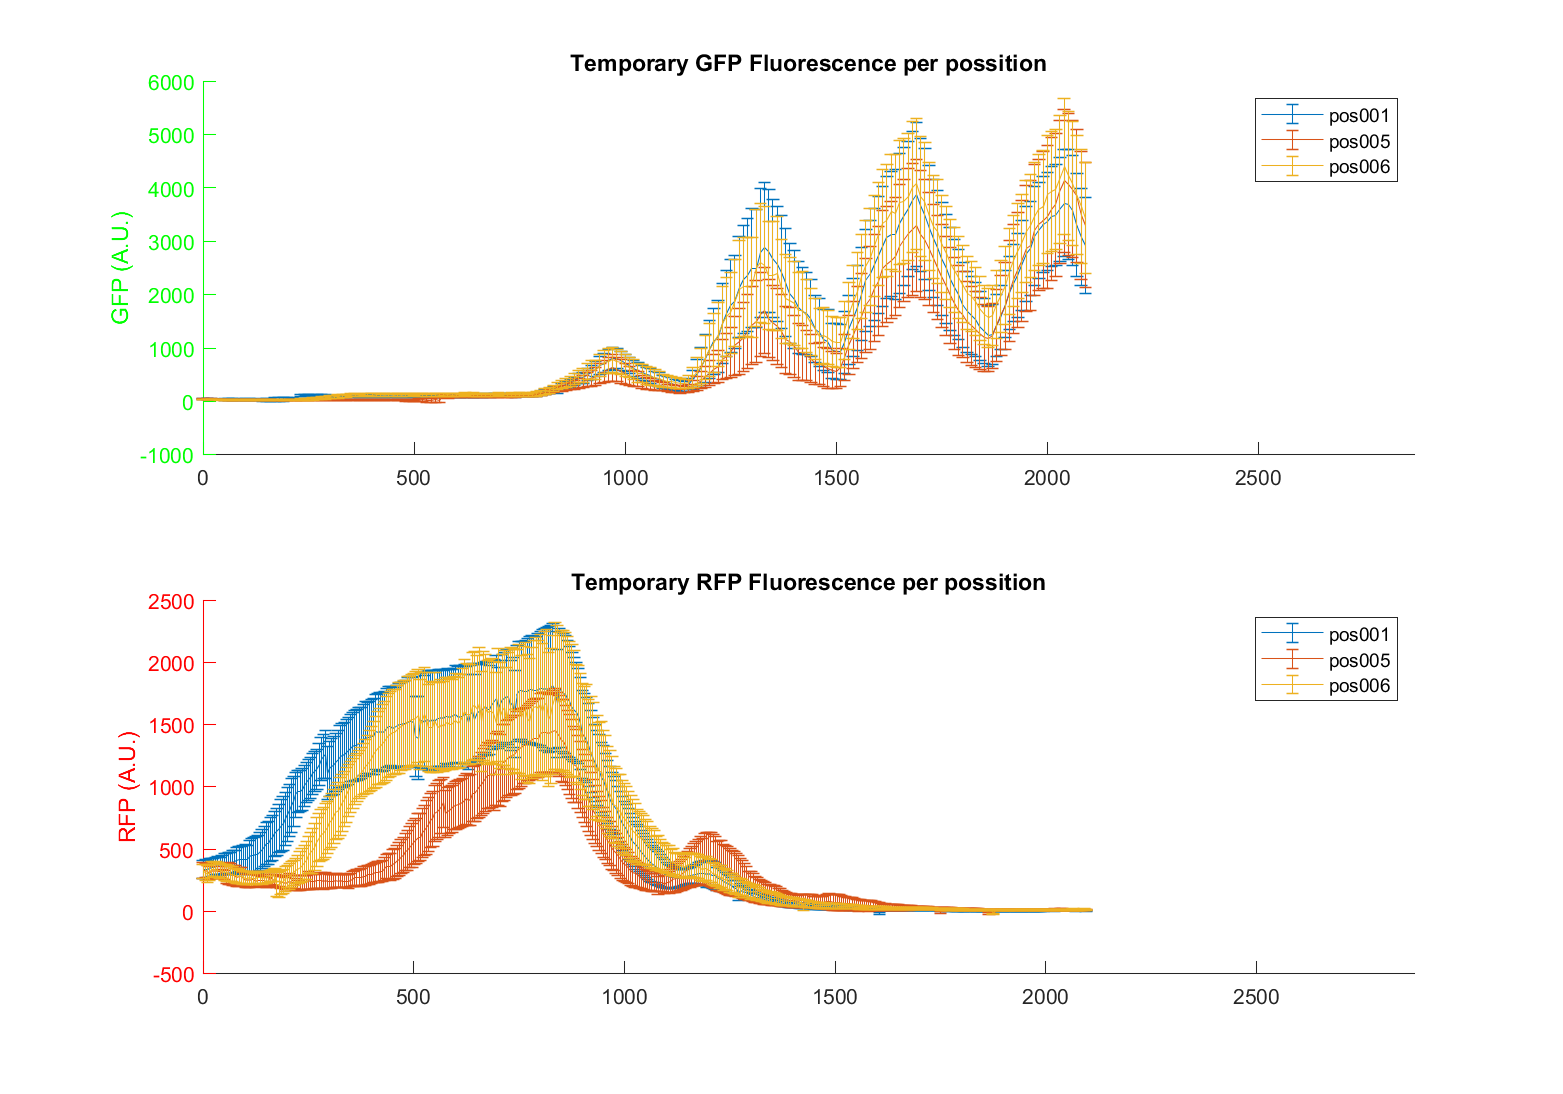 Temporary GFP Fluorescence per possition
GFP (A.U.)
6000
5000
4000
3000
2000
1000
0
-1000
0 500 1000 1500 2000 2500
pos001
pos005
pos006
Temporary RFP Fluorescence per possition
RFP (A.U.)
2500
2000
1500
1000
500
0
-500
0 500 1000 1500 2000 2500
pos001
pos005
pos006